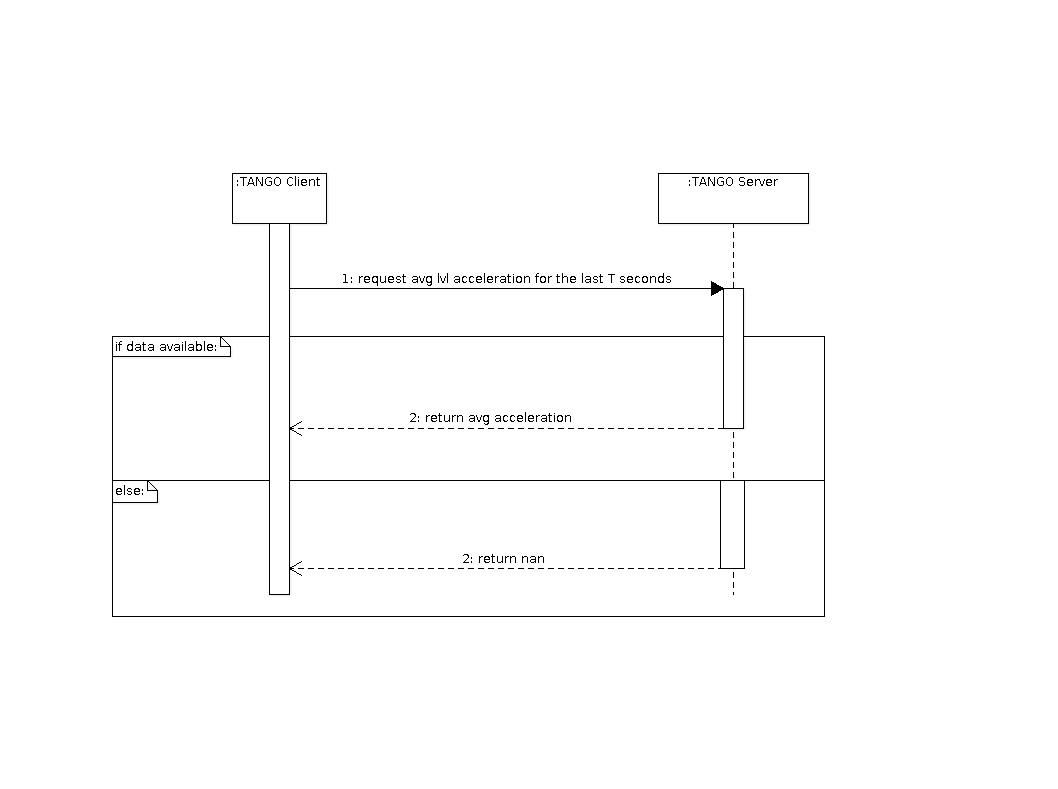 :TANGO Client
:TANGO Server
1: request avg lvl acceleration for the last T seconds
if data available:
2: return avg acceleration
else:
2: return nan